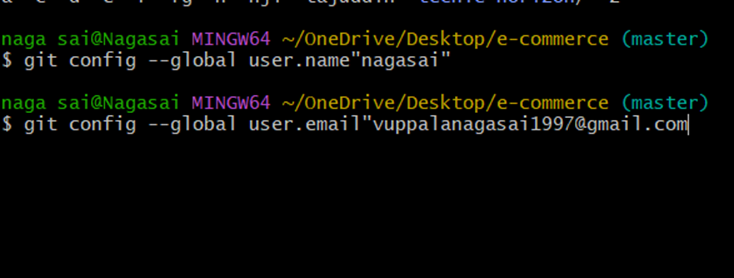 naga sai@Nagasai MINGW64 ~/OneDrive/Desktop/e-commerce (master)
$ git config --global user.name"nagasai"
naga sai@Nagasai MINGW64 ~/OneDrive/Desktop/e-commerce (master)
$ git config --global user.email"vuppalanagasai1997@gmail.com